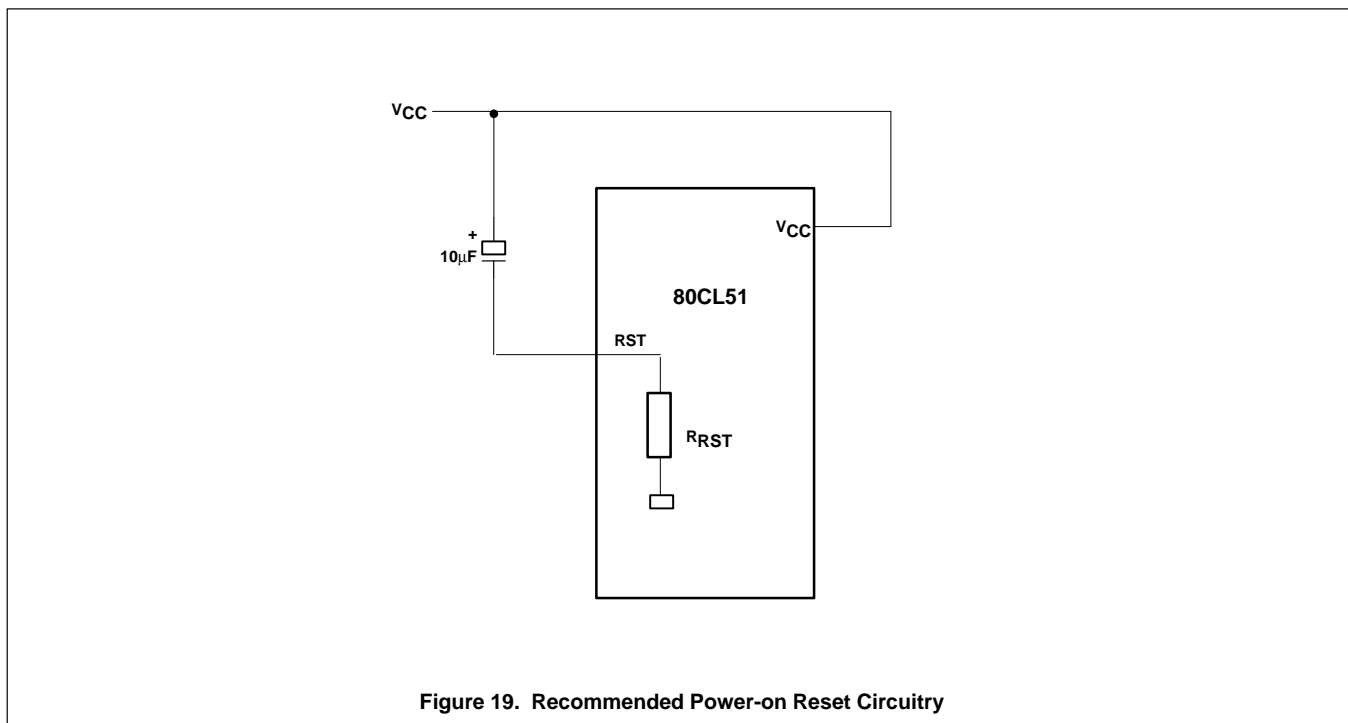 VCC
+
10μF
VCC
80CL51
RST
RRST
Figure 19. Recommended Power-on Reset Circuitry